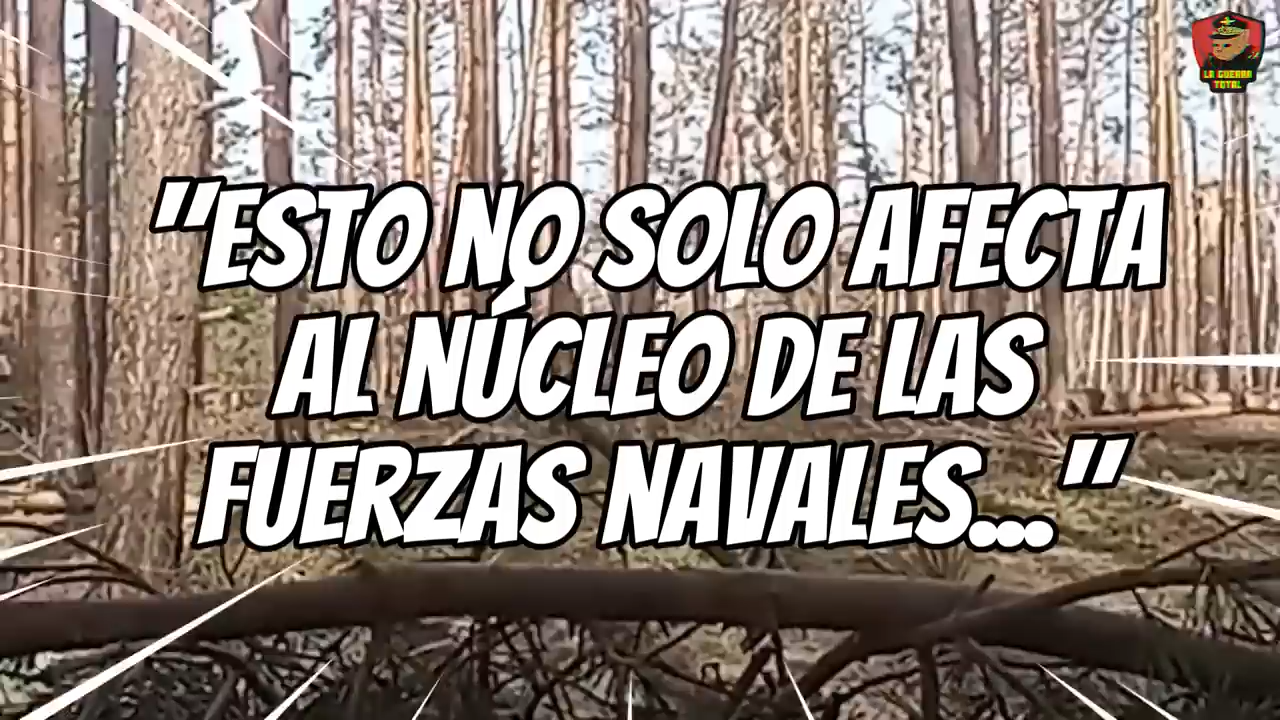 "ESTO NO SOLO AFECTA
AL NÚCLEO DE LAS
FUERZAS NAVALES..."
LA GUERRA
TOTAL